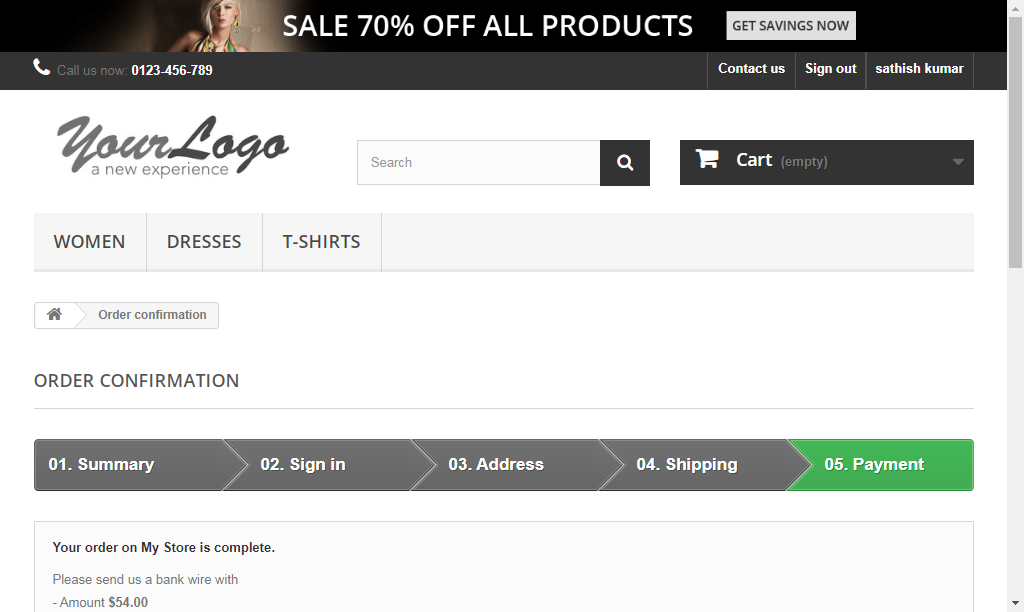 SALE 70% OFF ALL PRODUCTS GET SAVINGS NOW
Call us now: 0123-456-789 Contact us Sign out sathish kumar
YourLogo
a new experience
Search Cart (empty)
WOMEN DRESSES T-SHIRTS
Order confirmation
ORDER CONFIRMATION
01. Summary 02. Sign in 03. Address 04. Shipping 05. Payment
Your order on My Store is complete.
Please send us a bank wire with
- Amount $54.00